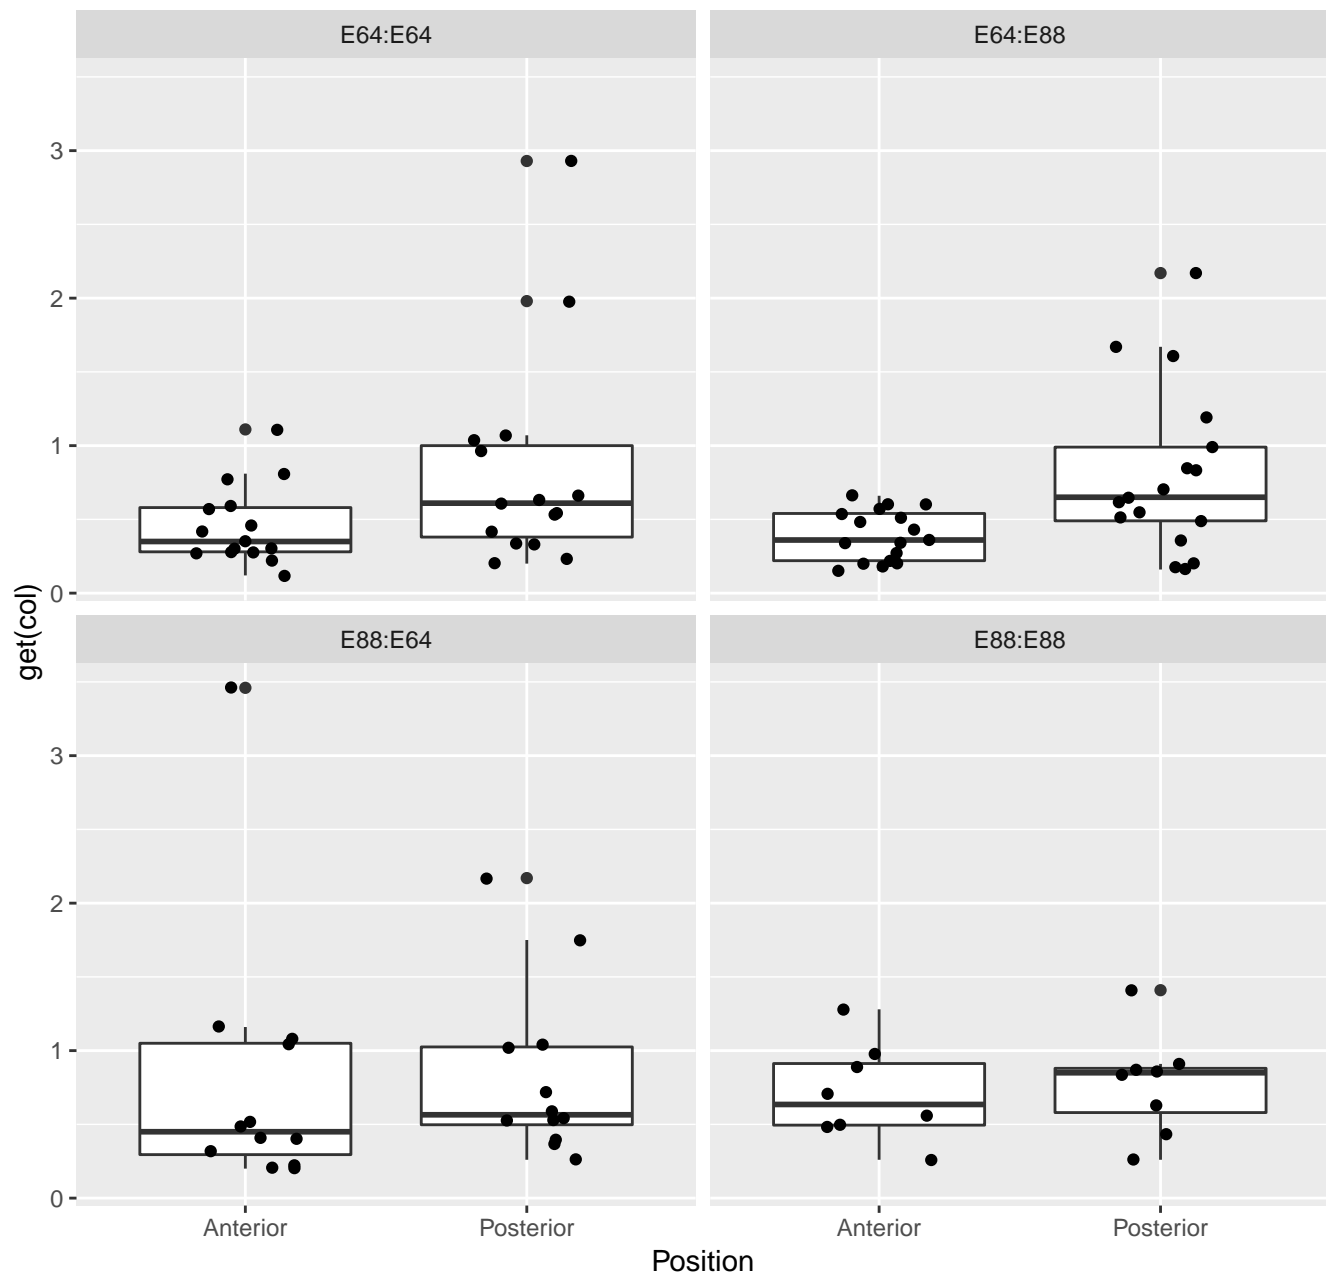 E64:E64
E64:E88
3
2
1
0
get(col)
E88:E64
E88:E88
3
2
1
0
Anterior
Posterior
Anterior
Posterior
Position